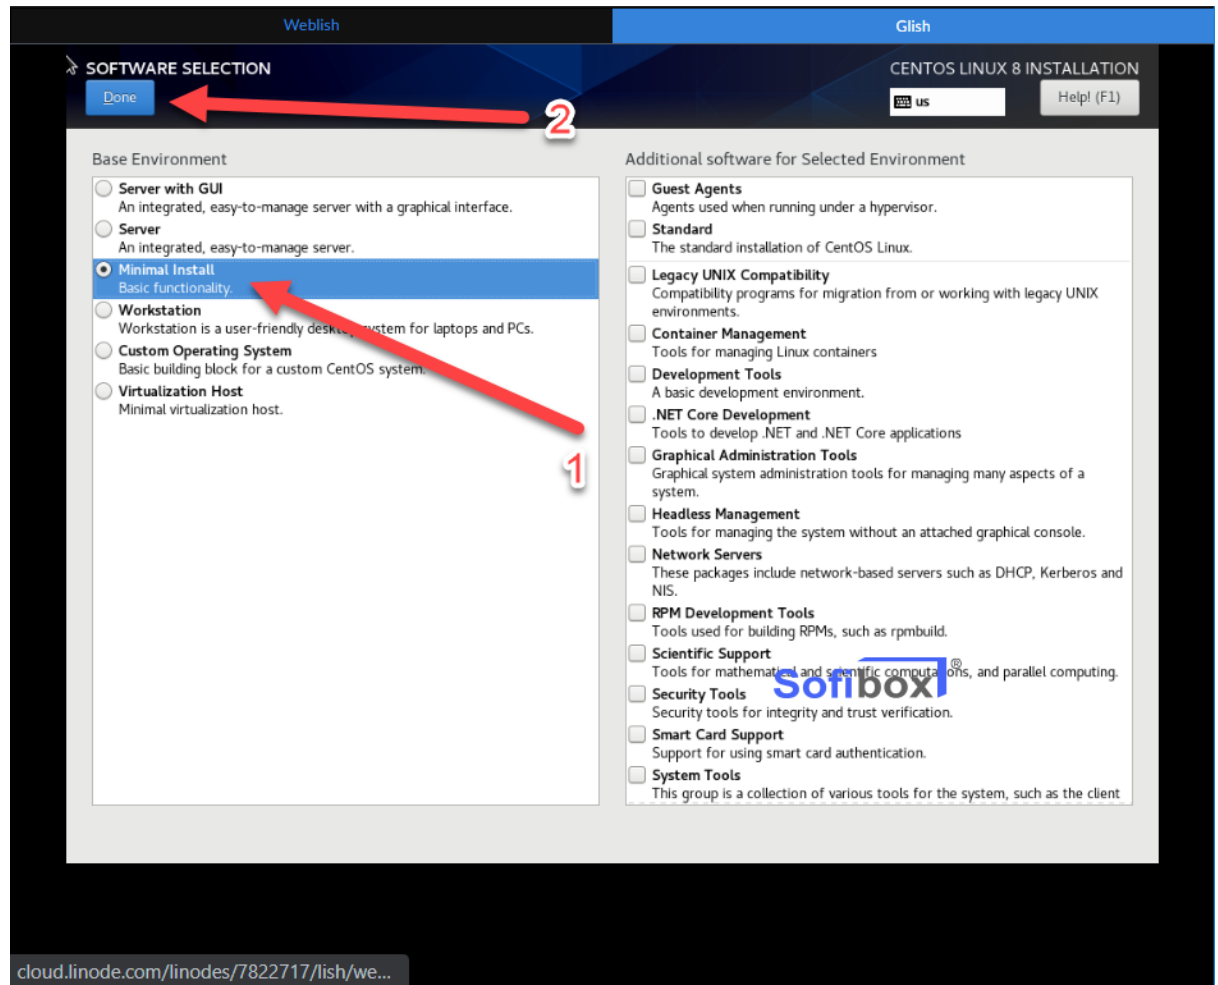 Weblish
Glish
SOFTWARE SELECTION
CENTOS LINUX 8 INSTALLATION
Done
us
Help! (F1)
2
Base Environment
Server with GUI
An integrated, easy-to-manage server with a graphical interface.
Server
An integrated, easy-to-manage server.
Minimal Install
Basic functionality.
Workstation
Workstation is a user-friendly desktop system for laptops and PCs.
Custom Operating System
Basic building block for a custom CentOS system.
Virtualization Host
Minimal virtualization host.
1
Additional software for Selected Environment
Guest Agents
Agents used when running under a hypervisor.
Standard
The standard installation of CentOS Linux.
Legacy UNIX Compatibility
Compatibility programs for migration from or working with legacy UNIX
environments.
Container Management
Tools for managing Linux containers
Development Tools
A basic development environment.
.NET Core Development
Tools to develop .NET and .NET Core applications
Graphical Administration Tools
Graphical system administration tools for managing many aspects of a
system.
Headless Management
Tools for managing the system without an attached graphical console.
Network Servers
These packages include network-based servers such as DHCP, Kerberos and
NIS.
RPM Development Tools
Tools used for building RPMs, such as rpmbuild.
Scientific Support
Tools for mathematical and scientific computations, and parallel computing.
Sofibox®
Security Tools
Security tools for integrity and trust verification.
Smart Card Support
Support for using smart card authentication.
System Tools
This group is a collection of various tools for the system, such as the client
cloud.linode.com/linodes/7822717/lish/we...